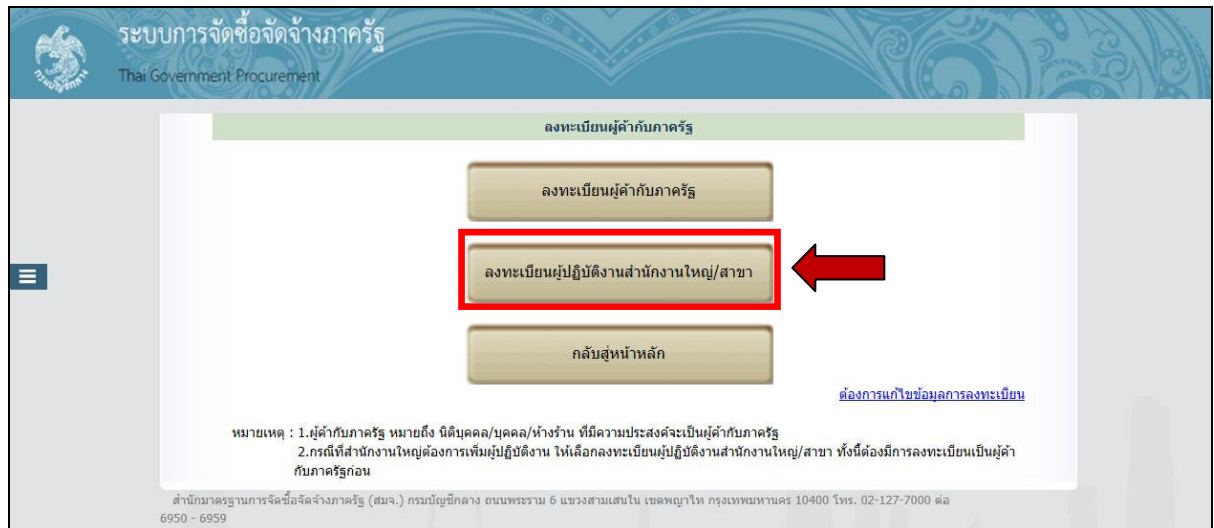 ระบบการจัดซื้อจัดจ้างภาครัฐ
Thai Government Procurement
กรมบัญชีกลาง
ลงทะเบียนผู้ค้ากับภาครัฐ
ลงทะเบียนผู้ค้ากับภาครัฐ
ลงทะเบียนผู้ปฏิบัติงานสำนักงานใหญ่/สาขา
กลับสู่หน้าหลัก
ต้องการแก้ไขข้อมูลการลงทะเบียน
หมายเหตุ : 1.ผู้ค้ากับภาครัฐ หมายถึง นิติบุคคล/บุคคล/ห้างร้าน ที่มีความประสงค์จะเป็นผู้ค้ากับภาครัฐ
2.กรณีที่สำนักงานใหญ่ต้องการเพิ่มผู้ปฏิบัติงาน ให้เลือกลงทะเบียนผู้ปฏิบัติงานสำนักงานใหญ่/สาขา ทั้งนี้ต้องมีการลงทะเบียนเป็นผู้ค้า
กับภาครัฐก่อน
สำนักมาตรฐานการจัดซื้อจัดจ้างภาครัฐ (สมจ.) กรมบัญชีกลาง ถนนพระราม 6 แขวงสามเสนใน เขตพญาไท กรุงเทพมหานคร 10400 โทร. 02-127-7000 ต่อ
6950 - 6959